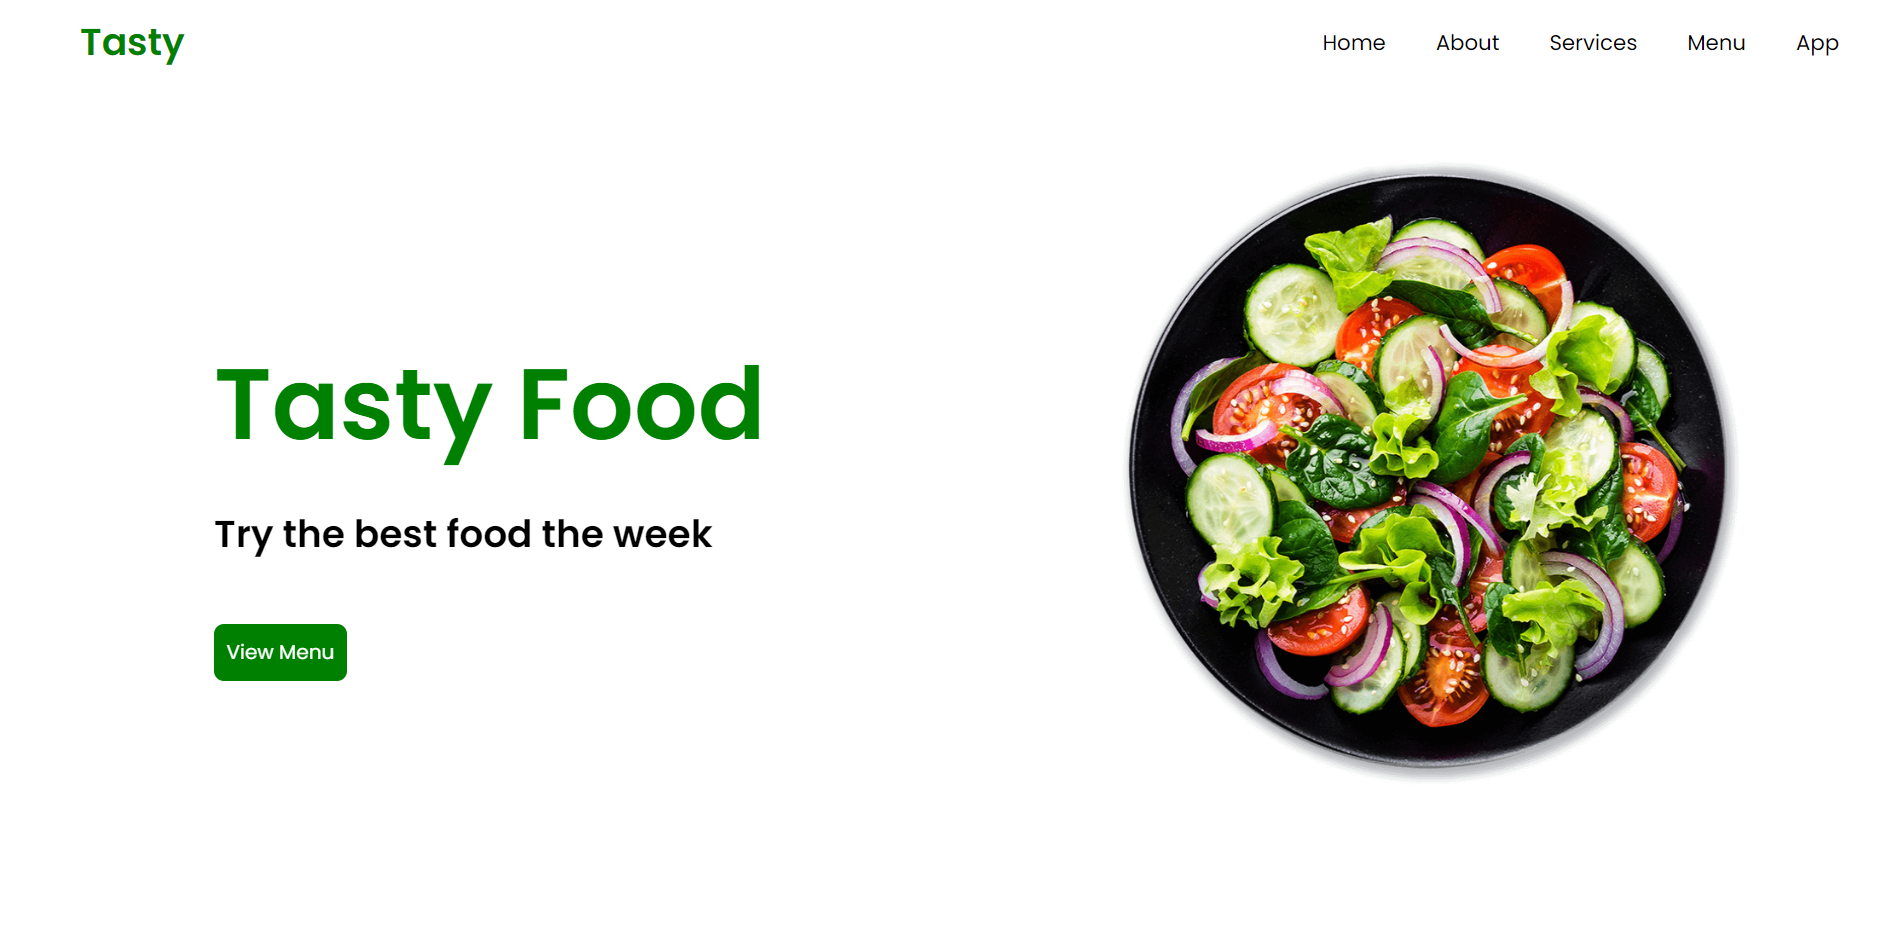 Tasty
Home About Services Menu App
Tasty Food
Try the best food the week
View Menu